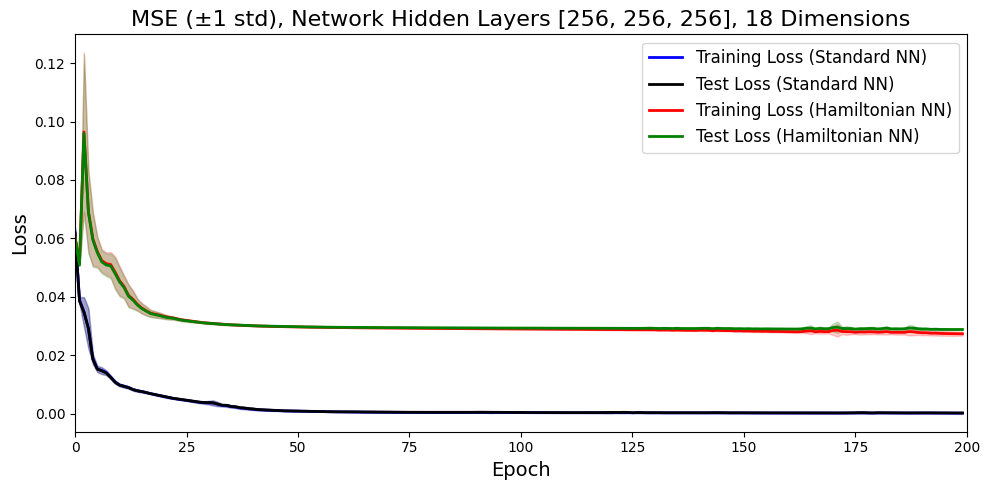 MSE (±1 std), Network Hidden Layers [256, 256, 256], 18 Dimensions
Training Loss (Standard NN)
Test Loss (Standard NN)
Training Loss (Hamiltonian NN)
Test Loss (Hamiltonian NN)
Loss
0.12
0.10
0.08
0.06
0.04
0.02
0.00
0 25 50 75 100 125 150 175 200
Epoch